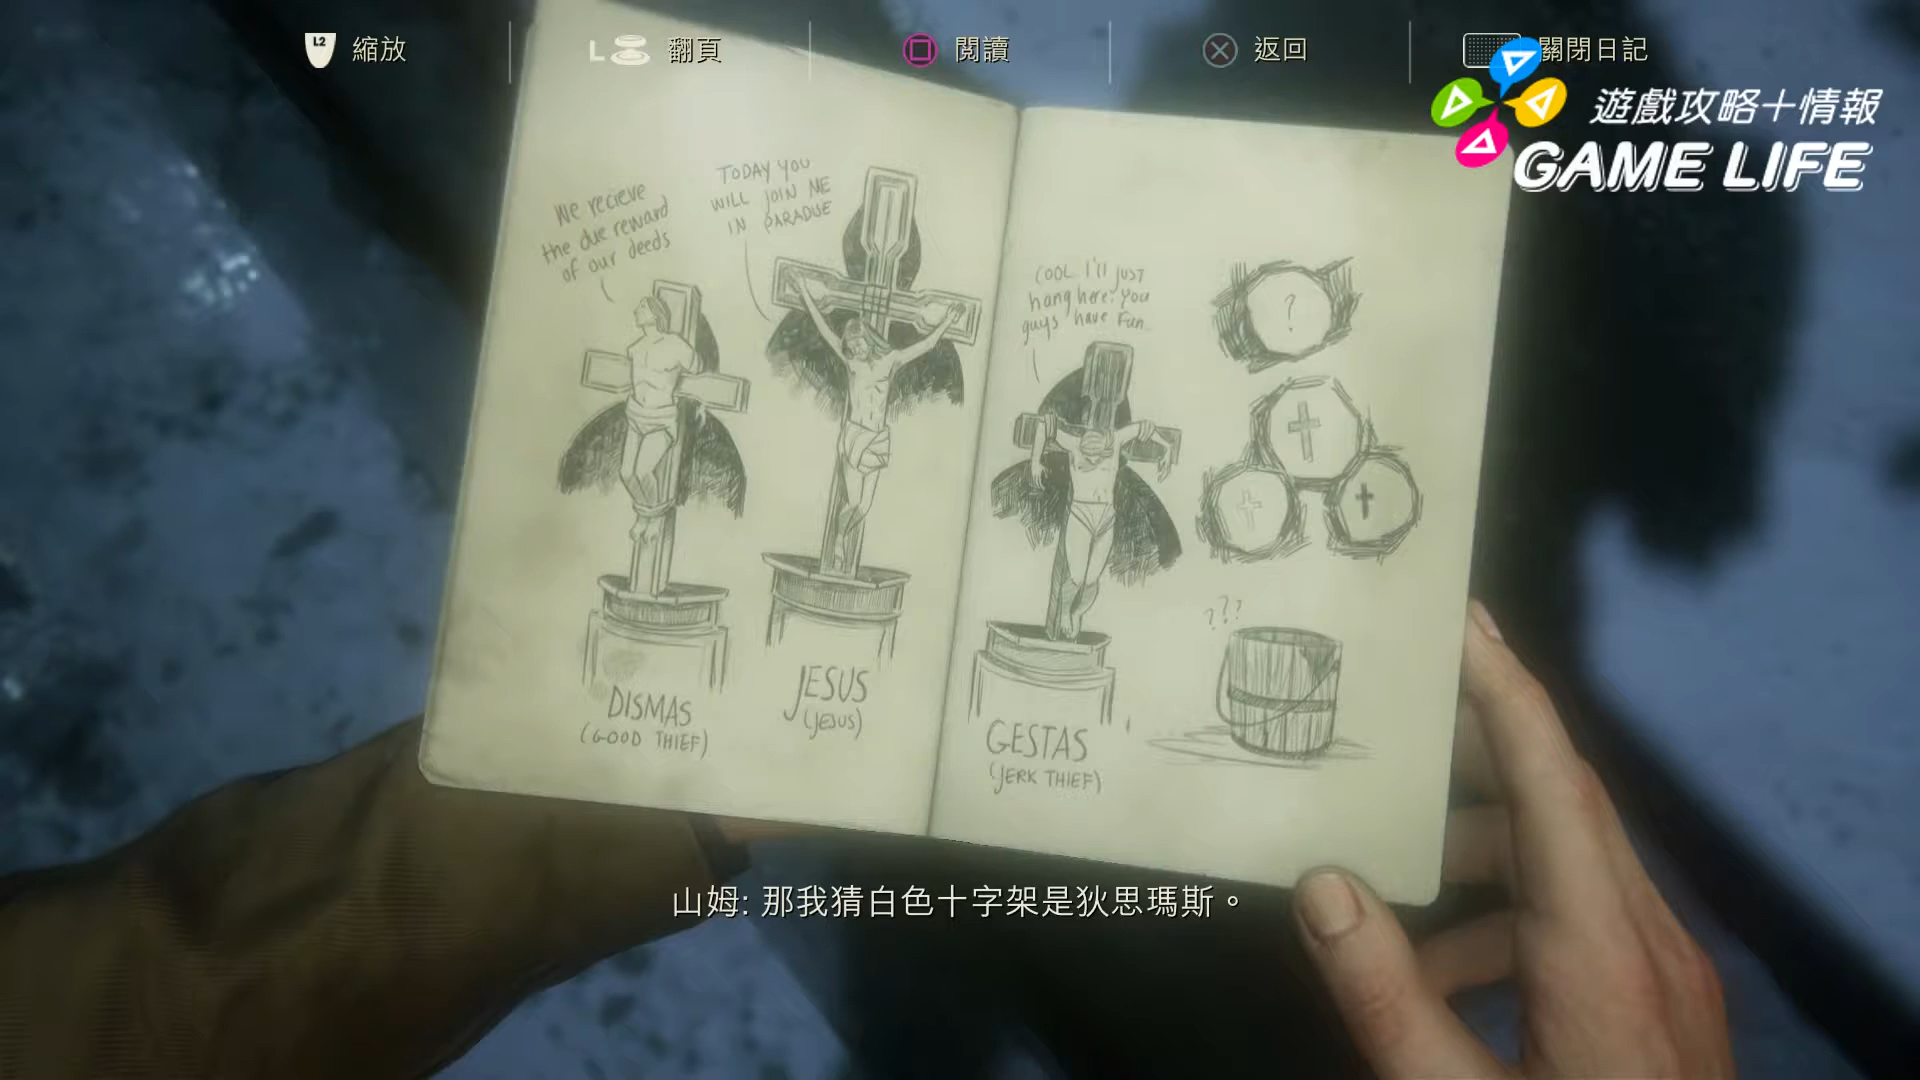 L2 縮放
L 翻頁
閱讀
返回
關閉日記
遊戲攻略+情報
GAME LIFE
We recieve
the due reward
of our deeds
TODAY YOU
WILL JOIN ME
IN PARADISE
COOL I'll just
hang here. You
guys have fun...
?
???
DISMAS
(GOOD THIEF)
JESUS
(JESUS)
GESTAS
(JERK THIEF)
山姆: 那我猜白色十字架是狄思瑪斯。